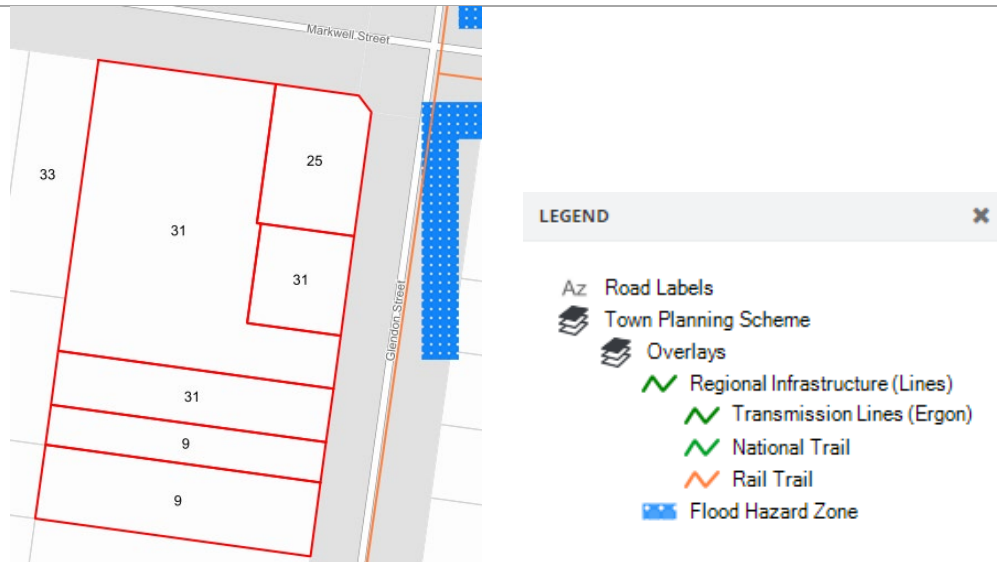 Markwell Street
25
33
31
31
Glendon Street
31
9
9
LEGEND
Az Road Labels
Town Planning Scheme
Overlays
Regional Infrastructure (Lines)
Transmission Lines (Ergon)
National Trail
Rail Trail
Flood Hazard Zone